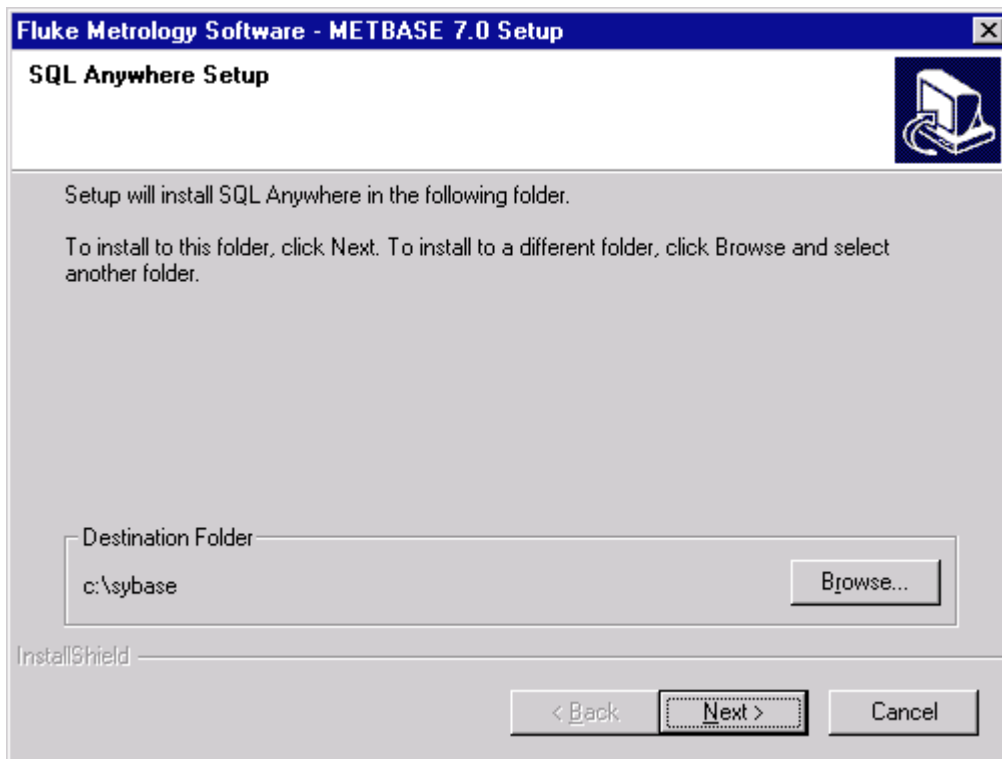 Fluke Metrology Software - METBASE 7.0 Setup
SQL Anywhere Setup
Setup will install SQL Anywhere in the following folder.
To install to this folder, click Next. To install to a different folder, click Browse and select
another folder.
Destination Folder
c:\sybase
Browse...
InstallShield
< Back
Next >
Cancel